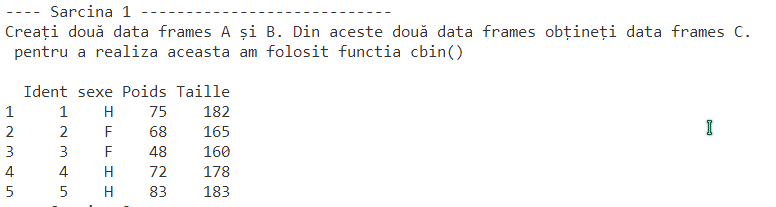 ---- Sarcina 1 ----------------------------
Creați două data frames A și B. Din aceste două data frames obțineți data frames C.
pentru a realiza aceasta am folosit functia cbin()
Ident sexe Poids Taille
1 1 H 75 182
2 2 F 68 165
3 3 F 48 160
4 4 H 72 178
5 5 H 83 183